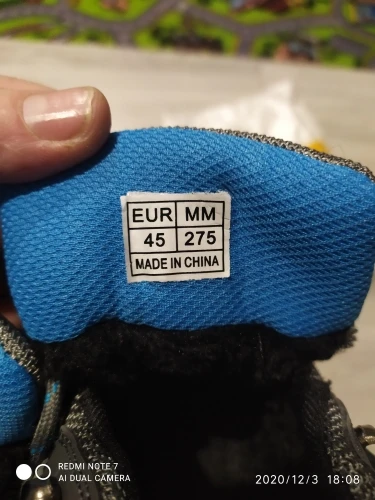 EUR MM
45 275
MADE IN CHINA
REDMI NOTE 7
AI DUAL CAMERA
2020/12/3 18:08